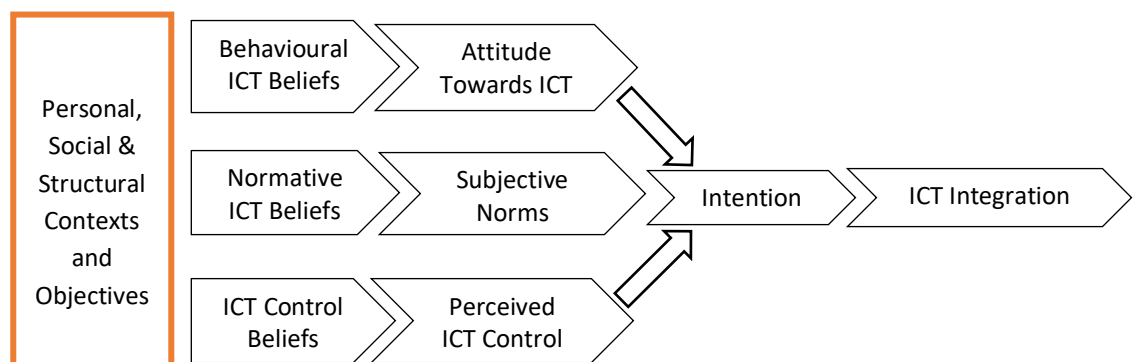 Personal,
Social &
Structural
Contexts
and
Objectives
Behavioural
ICT Beliefs
Attitude
Towards ICT
Normative
ICT Beliefs
Subjective
Norms
Intention
ICT Integration
ICT Control
Beliefs
Perceived
ICT Control